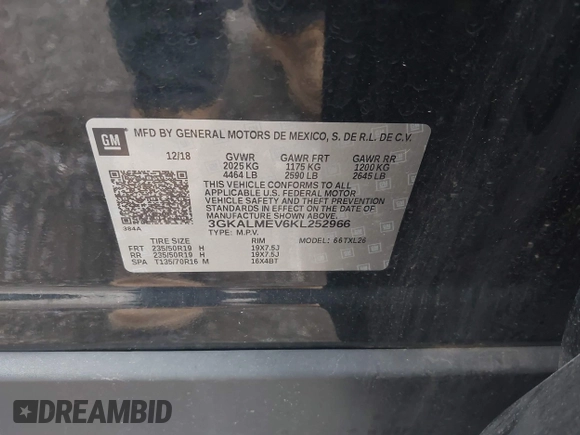 GM
MFD BY GENERAL MOTORS DE MEXICO, S. DE R.L. DE C.V.
12/18 GVWR GAWR FRT GAWR RR
2025 KG 1175 KG 1200 KG
4464 LB 2590 LB 2645 LB
THIS VEHICLE CONFORMS TO ALL
APPLICABLE U.S. FEDERAL MOTOR
VEHICLE SAFETY AND THEFT PREVENTION
STANDARDS IN EFFECT ON THE DATE OF
MANUFACTURE SHOWN ABOVE.
384A 3GKALMEV6KL252966
TYPE: M.P.V. MODEL: 66TXL26
TIRE SIZE RIM
FRT 235/50R19 H 19X7.5J
RR 235/50R19 H 19X7.5J
SPA T135/70R16 M 16X4BT
DREAMBID